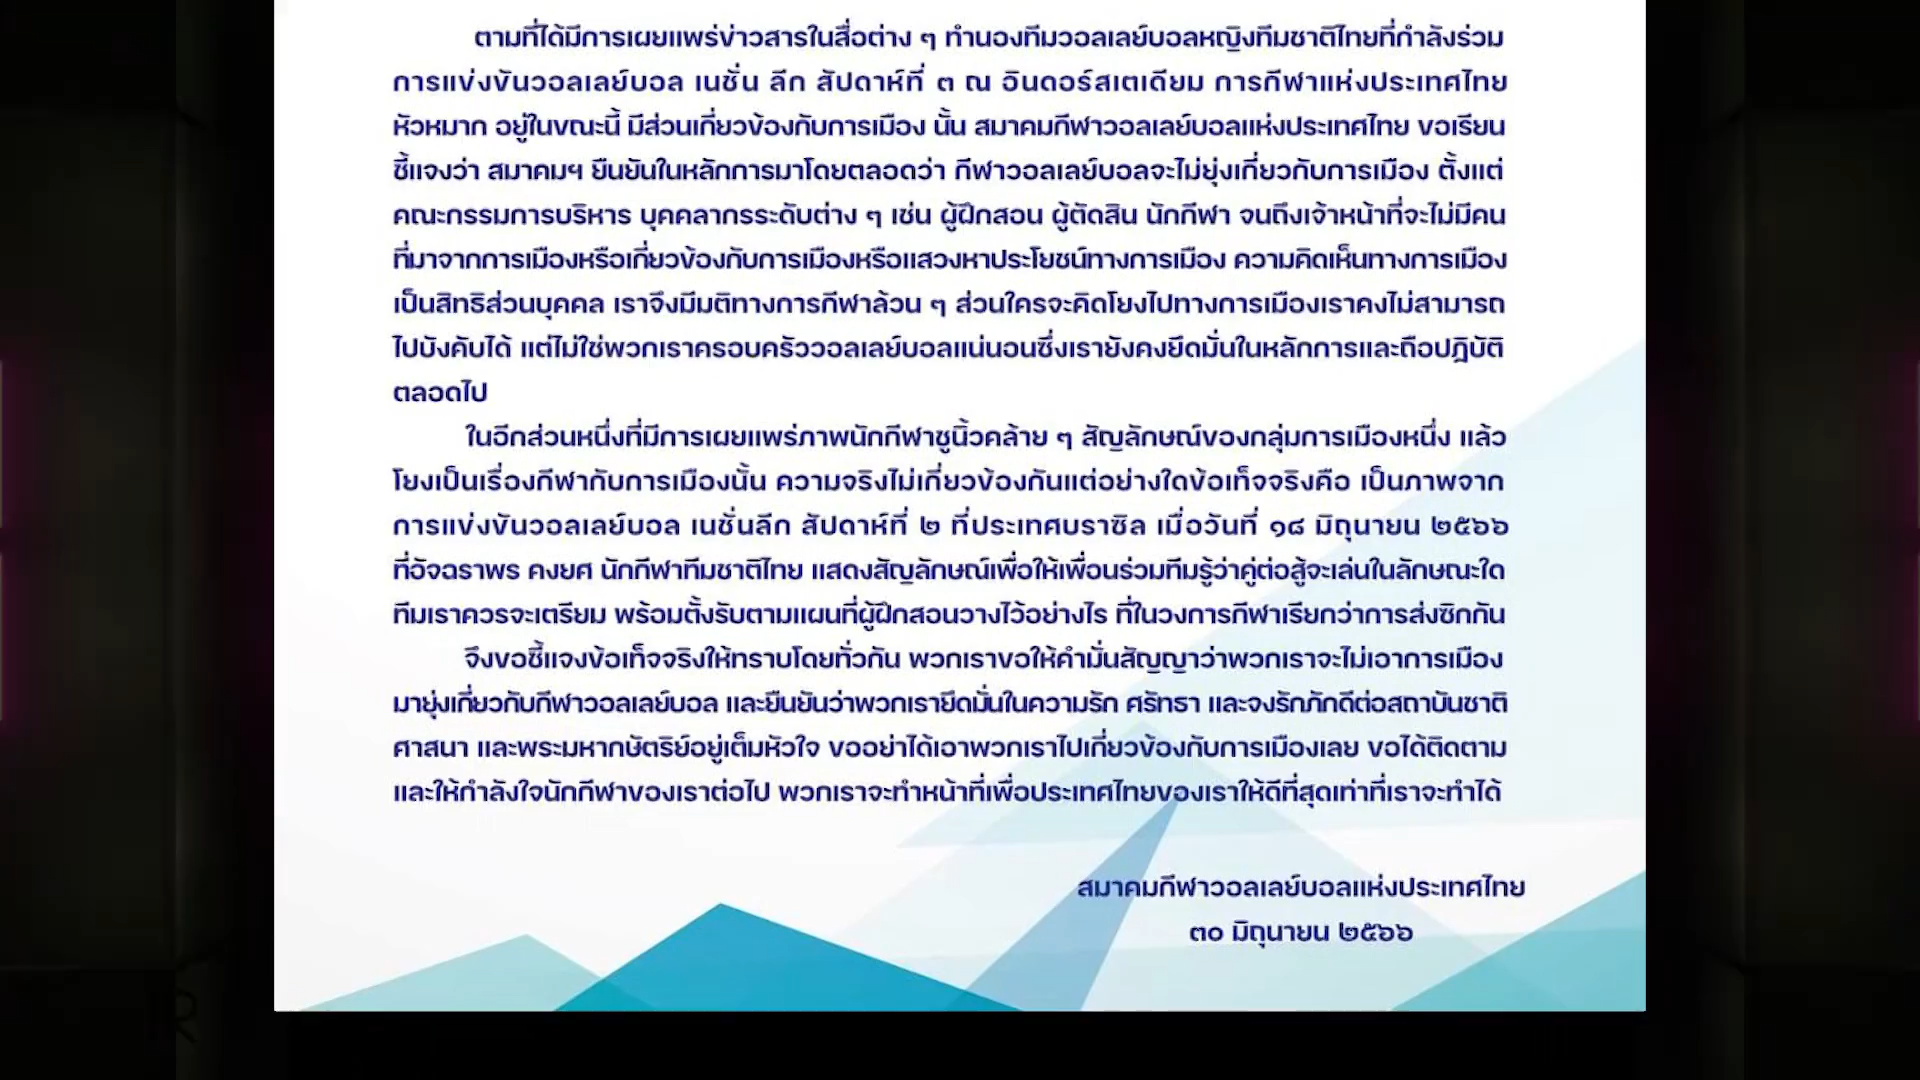 ตามที่ได้มีการเผยแพร่ข่าวสารในสื่อต่าง ๆ ทำนองทีมวอลเลย์บอลหญิงทีมชาติไทยที่กำลังร่วม
การแข่งขันวอลเลย์บอล เนชั่น ลีก สัปดาห์ที่ ๓ ณ อินดอร์สเตเดียม การกีฬาแห่งประเทศไทย
หัวหมาก อยู่ในขณะนี้ มีส่วนเกี่ยวข้องกับการเมือง นั้น สมาคมกีฬาวอลเลย์บอลแห่งประเทศไทย ขอเรียน
ชี้แจงว่า สมาคมฯ ยืนยันในหลักการมาโดยตลอดว่า กีฬาวอลเลย์บอลจะไม่ยุ่งเกี่ยวกับการเมือง ตั้งแต่
คณะกรรมการบริหาร บุคคลากรระดับต่าง ๆ เช่น ผู้ฝึกสอน ผู้ตัดสิน นักกีฬา จนถึงเจ้าหน้าที่จะไม่มีคน
ที่มาจากการเมืองหรือเกี่ยวข้องกับการเมืองหรือแสวงหาประโยชน์ทางการเมือง ความคิดเห็นทางการเมือง
เป็นสิทธิส่วนบุคคล เราจึงมีมติทางการกีฬาล้วน ๆ ส่วนใครจะคิดโยงไปทางการเมืองเราคงไม่สามารถ
ไปบังคับได้ แต่ไม่ใช่พวกเราครอบครัววอลเลย์บอลแน่นอนซึ่งเรายังคงยึดมั่นในหลักการและถือปฎิบัติ
ตลอดไป
ในอีกส่วนหนึ่งที่มีการเผยแพร่ภาพนักกีฬาชูนิ้วคล้าย ๆ สัญลักษณ์ของกลุ่มการเมืองหนึ่ง แล้ว
โยงเป็นเรื่องกีฬากับการเมืองนั้น ความจริงไม่เกี่ยวข้องกันแต่อย่างใดข้อเท็จจริงคือ เป็นภาพจาก
การแข่งขันวอลเลย์บอล เนชั่นลีก สัปดาห์ที่ ๒ ที่ประเทศบราซิล เมื่อวันที่ ๑๘ มิถุนายน ๒๕๖๖
ที่อัจฉราพร คงยศ นักกีฬาทีมชาติไทย แสดงสัญลักษณ์เพื่อให้เพื่อนร่วมทีมรู้ว่าคู่ต่อสู้จะเล่นในลักษณะใด
ทีมเราควรจะเตรียม พร้อมตั้งรับตามแผนที่ผู้ฝึกสอนวางไว้อย่างไร ที่ในวงการกีฬาเรียกว่าการส่งซิกกัน
จึงขอชี้แจงข้อเท็จจริงให้ทราบโดยทั่วกัน พวกเราขอให้คำมั่นสัญญาว่าพวกเราจะไม่เอาการเมือง
มายุ่งเกี่ยวกับกีฬาวอลเลย์บอล และยืนยันว่าพวกเรายึดมั่นในความรัก ศรัทธา และจงรักภักดีต่อสถาบันชาติ
ศาสนา และพระมหากษัตริย์อยู่เต็มหัวใจ ขออย่าได้เอาพวกเราไปเกี่ยวข้องกับการเมืองเลย ขอได้ติดตาม
และให้กำลังใจนักกีฬาของเราต่อไป พวกเราจะทำหน้าที่เพื่อประเทศไทยของเราให้ดีที่สุดเท่าที่เราจะทำได้
สมาคมกีฬาวอลเลย์บอลแห่งประเทศไทย
๓๐ มิถุนายน ๒๕๖๖